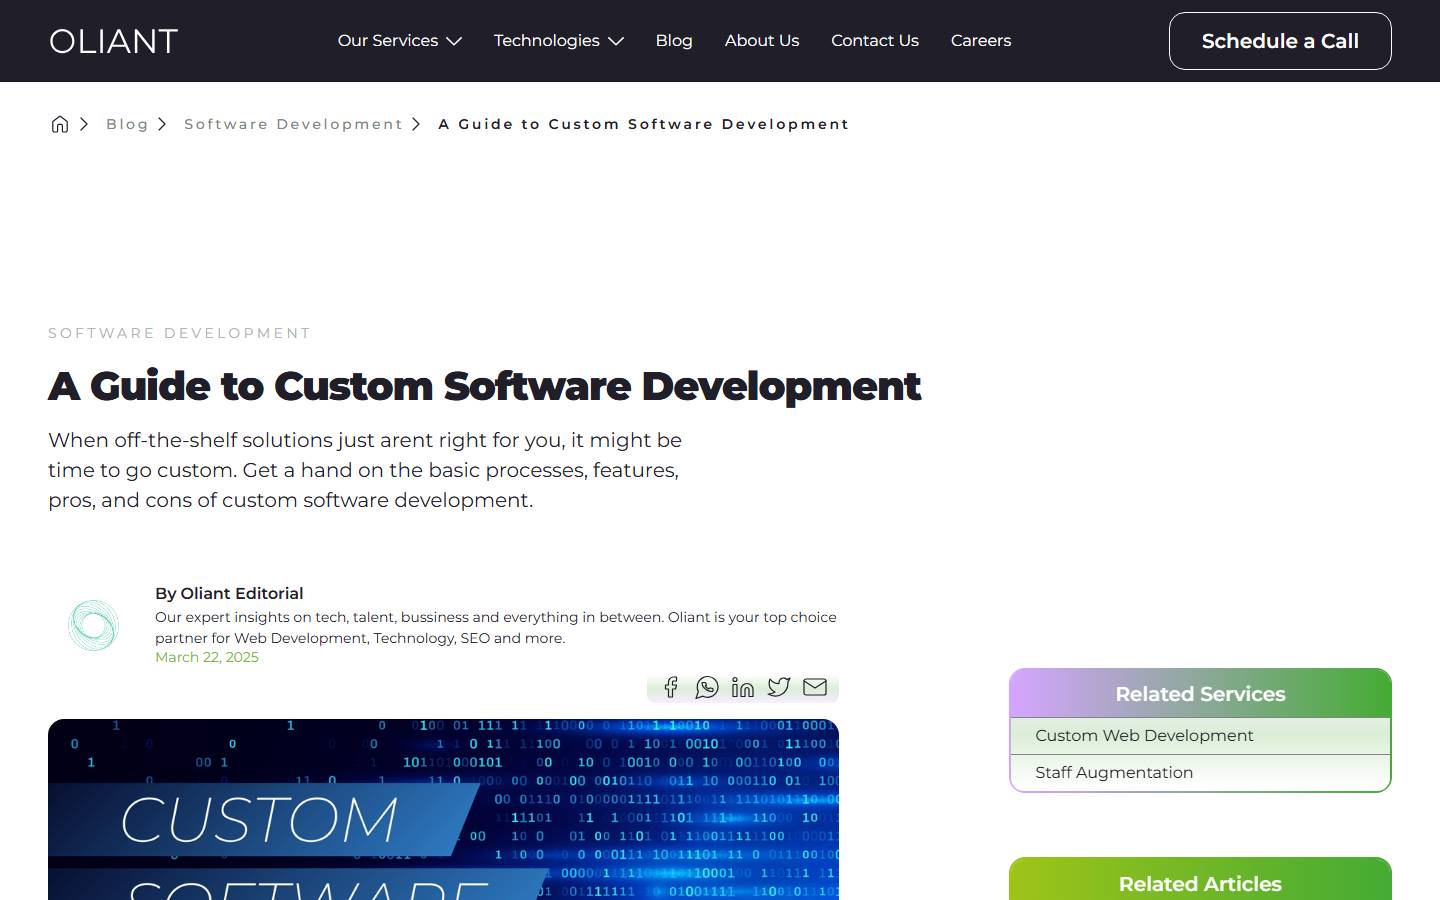 OLIANT
Our Services
Technologies
Blog
About Us
Contact Us
Careers
Schedule a Call
Blog
Software Development
A Guide to Custom Software Development
SOFTWARE DEVELOPMENT
A Guide to Custom Software Development
When off-the-shelf solutions just arent right for you, it might be
time to go custom. Get a hand on the basic processes, features,
pros, and cons of custom software development.
By Oliant Editorial
Our expert insights on tech, talent, bussiness and everything in between. Oliant is your top choice
partner for Web Development, Technology, SEO and more.
March 22, 2025
CUSTOM
SOFTWARE
Related Services
Custom Web Development
Staff Augmentation
Related Articles